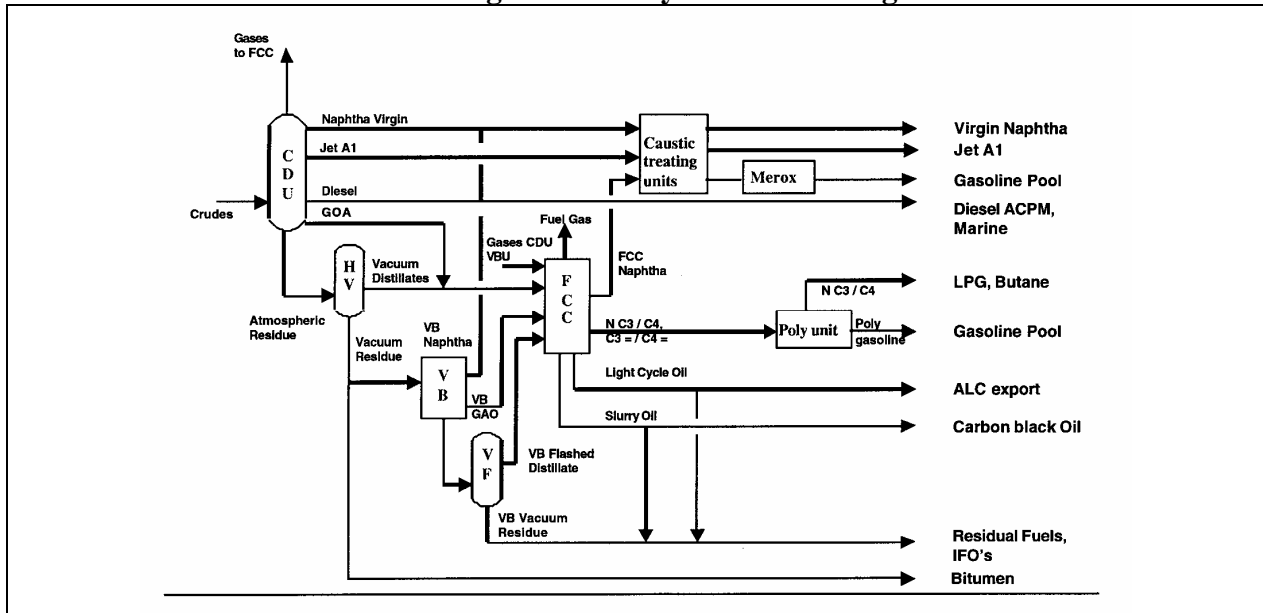 Gases
to FCC
Naphtha Virgin
Jet A1
Diesel
GOA
C
D
U
Crudes
Caustic
treating
units
Merox
Virgin Naphtha
Jet A1
Gasoline Pool
Diesel ACPM,
Marine
Fuel Gas
Gases CDU
VBU
FCC
Naphtha
H
V
Vacuum
Distillates
F
C
C
N C3 / C4
LPG, Butane
Atmospheric
Residue
Vacuum
Residue
VB
Naphtha
N C3 / C4,
C3 = / C4 =
Poly unit
Poly
gasoline
Gasoline Pool
V
B
VB
GAO
Light Cycle Oil
ALC export
Slurry Oil
Carbon black Oil
V
F
VB Flashed
Distillate
VB Vacuum
Residue
Residual Fuels,
IFO's
Bitumen